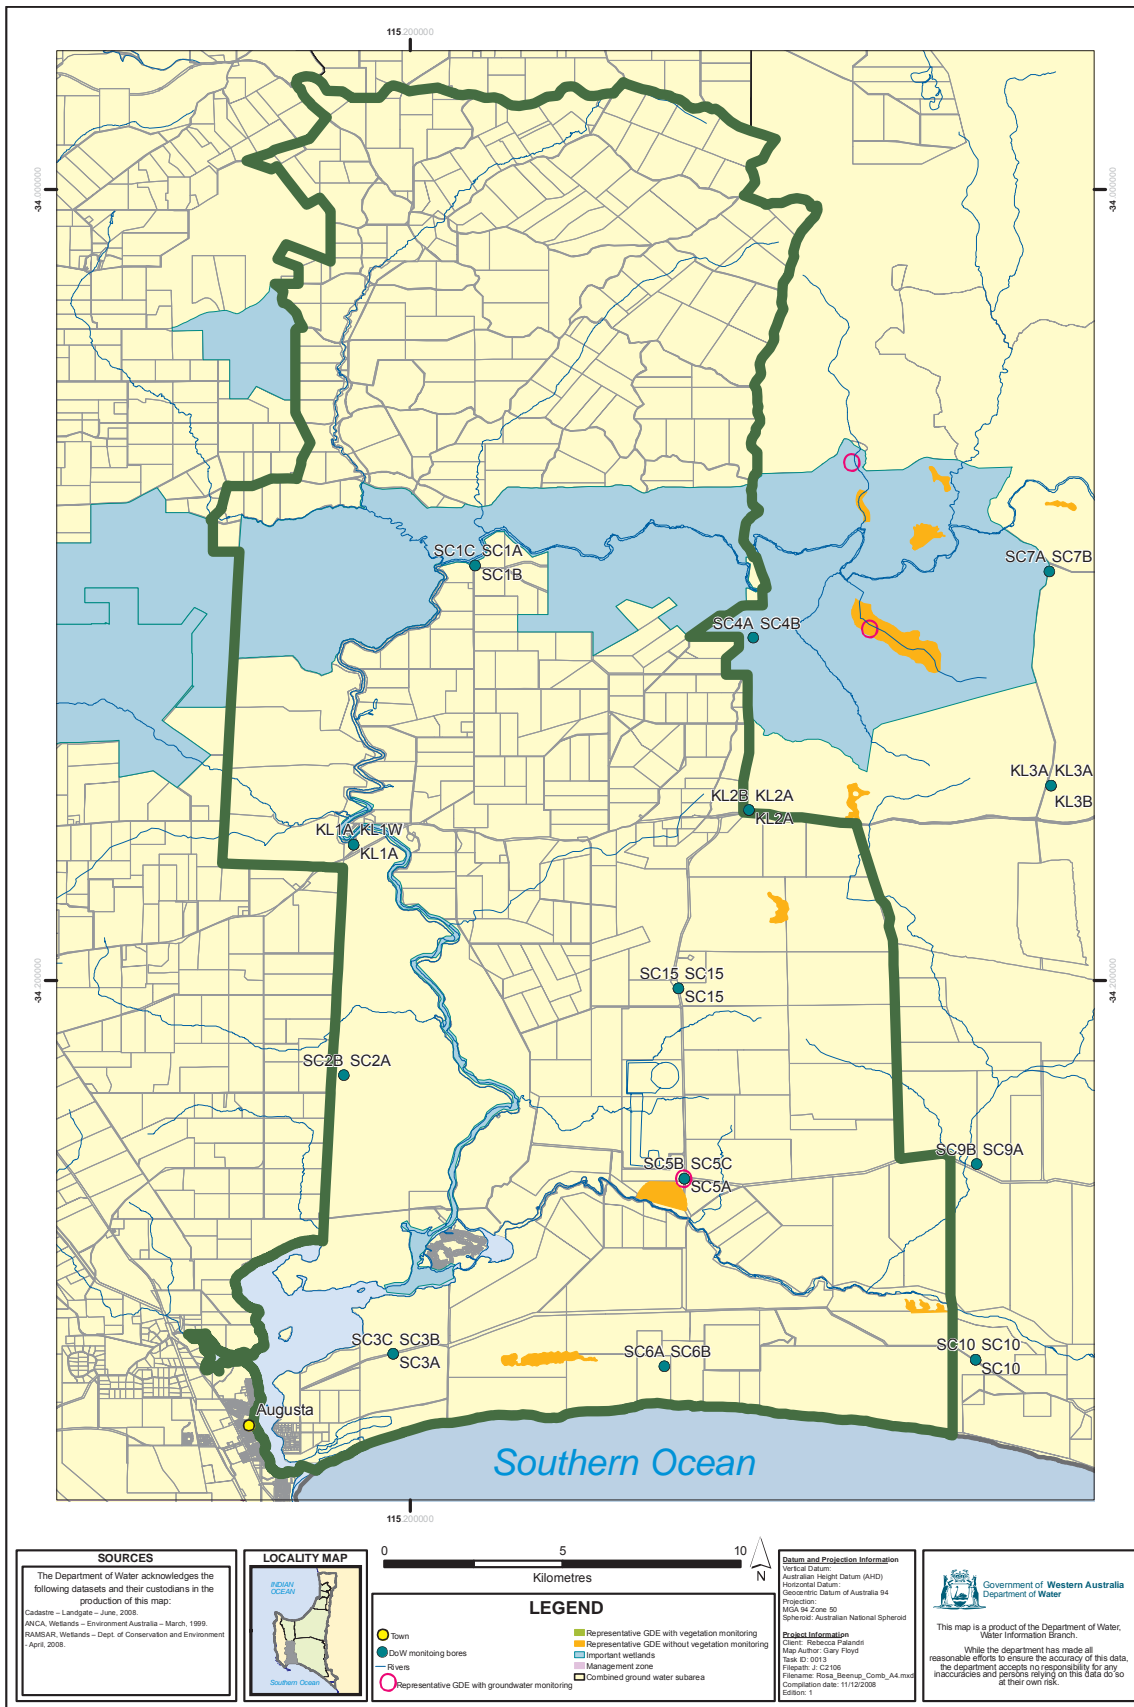 115.200000
-34.000000
-34.000000
SC1C SC1A
SC1B
SC7A SC7B
SC4A SC4B
KL3A KL3A
KL3B
KL2B KL2A
KL2A
KL1A KL1W
KL1A
SC15 SC15
SC15
-34.200000
-34.200000
SC2B SC2A
SC9B SC9A
SC5B SC5C
SC5A
SC3C SC3B
SC3A
SC6A SC6B
SC10 SC10
SC10
Augusta
Southern Ocean
115.200000
SOURCES
The Department of Water acknowledges the
following datasets and their custodians in the
production of this map:
Cadastre – Landgate – June, 2008.
ANCA, Wetlands – Environment Australia – March, 1999.
RAMSAR, Wetlands – Dept. of Conservation and Environment
- April, 2008.
LOCALITY MAP
INDIAN
OCEAN
Southern Ocean
0 5 10
Kilometres
N
LEGEND
Town
DoW monitoing bores
Rivers
Representative GDE with groundwater monitoring
Representative GDE with vegetation monitoring
Representative GDE without vegetation monitoring
Important wetlands
Management zone
Combined ground water subarea
Datum and Projection Information
Vertical Datum:
Australian Height Datum (AHD)
Horizontal Datum:
Geocentric Datum of Australia 94
Projection:
MGA 94 Zone 50
Spheroid: Australian National Spheroid
Project Information
Client: Rebecca Palandri
Map Author: Gary Floyd
Task ID: 0013
Filepath: J: C2106
Filename: Rosa_Beenup_Comb_A4.mxd
Compilation date: 11/12/2008
Edition: 1
Government of Western Australia
Department of Water
This map is a product of the Department of Water,
Water Information Branch.
While the department has made all
reasonable efforts to ensure the accuracy of this data,
the department accepts no responsibility for any
inaccuracies and persons relying on this data do so
at their own risk.